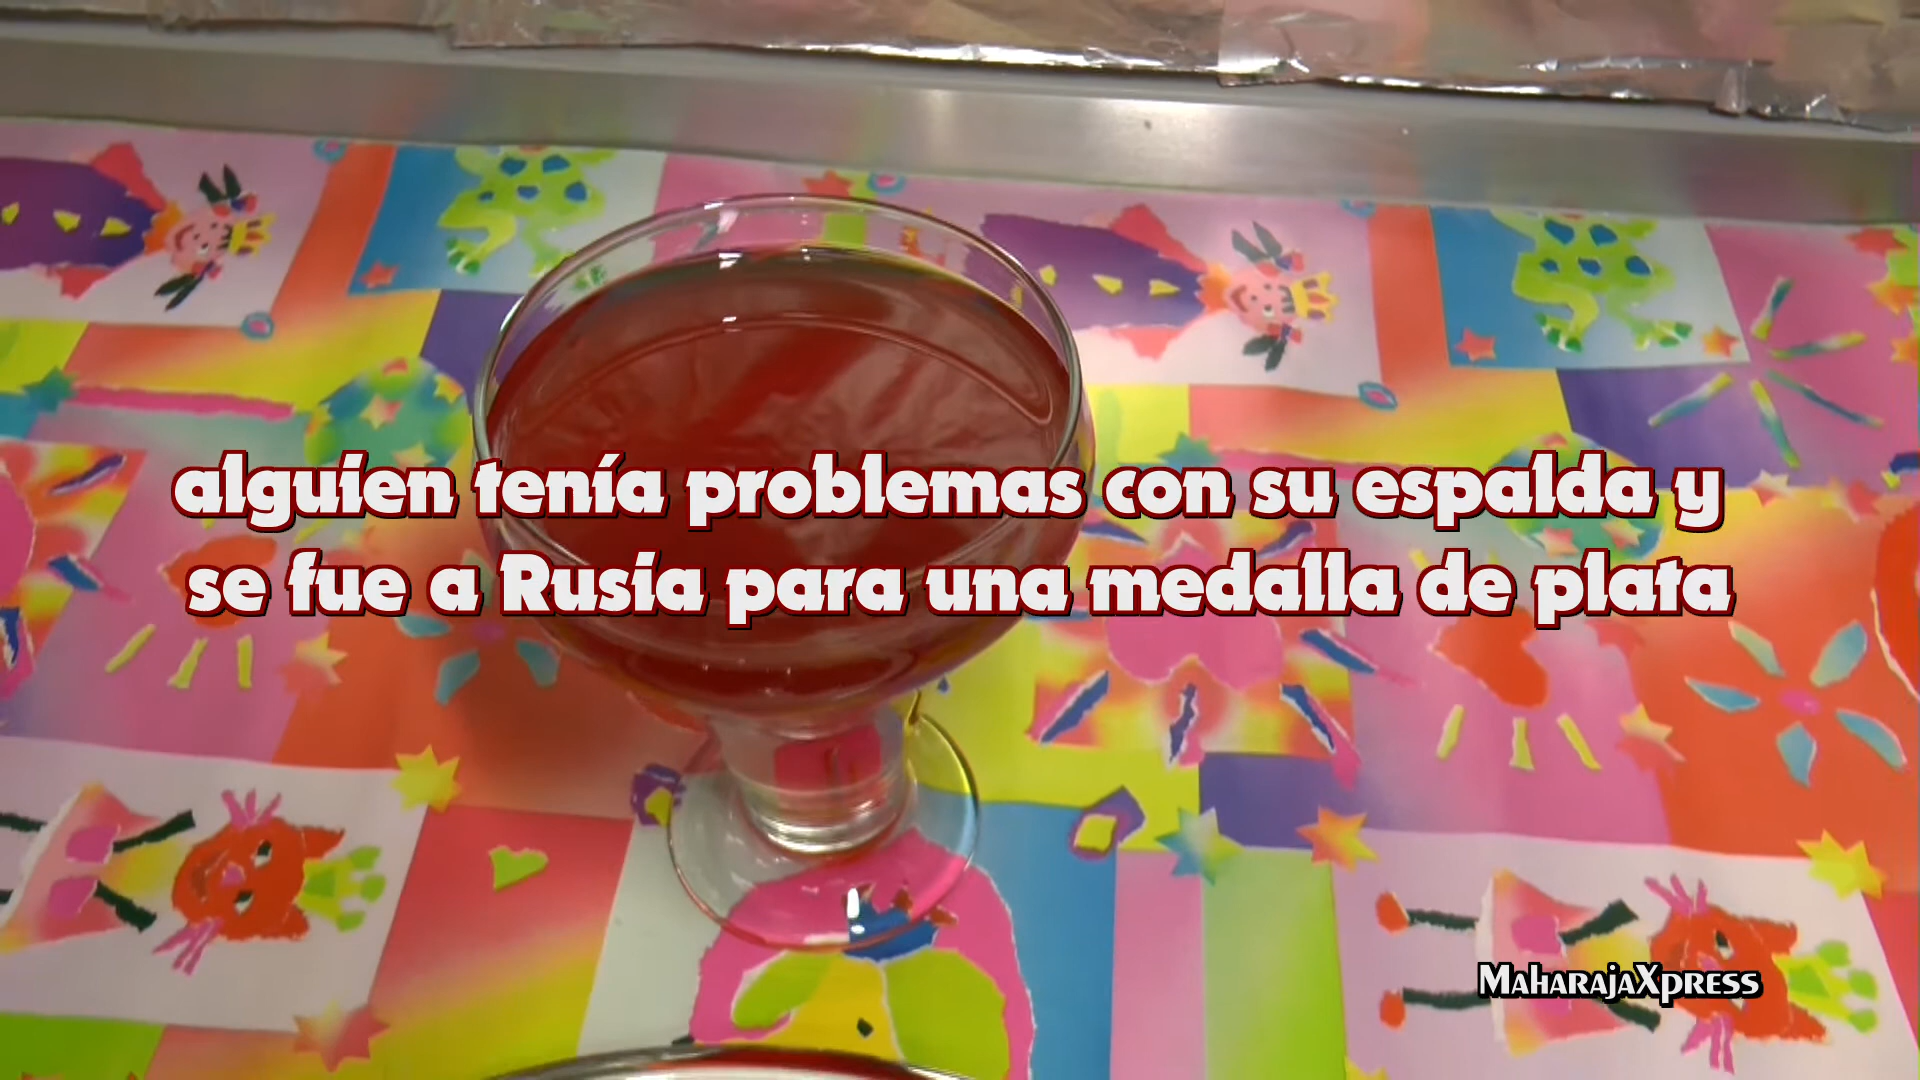 alguien tenía problemas con su espalda y
se fue a Rusia para una medalla de plata
MaharajaXpress